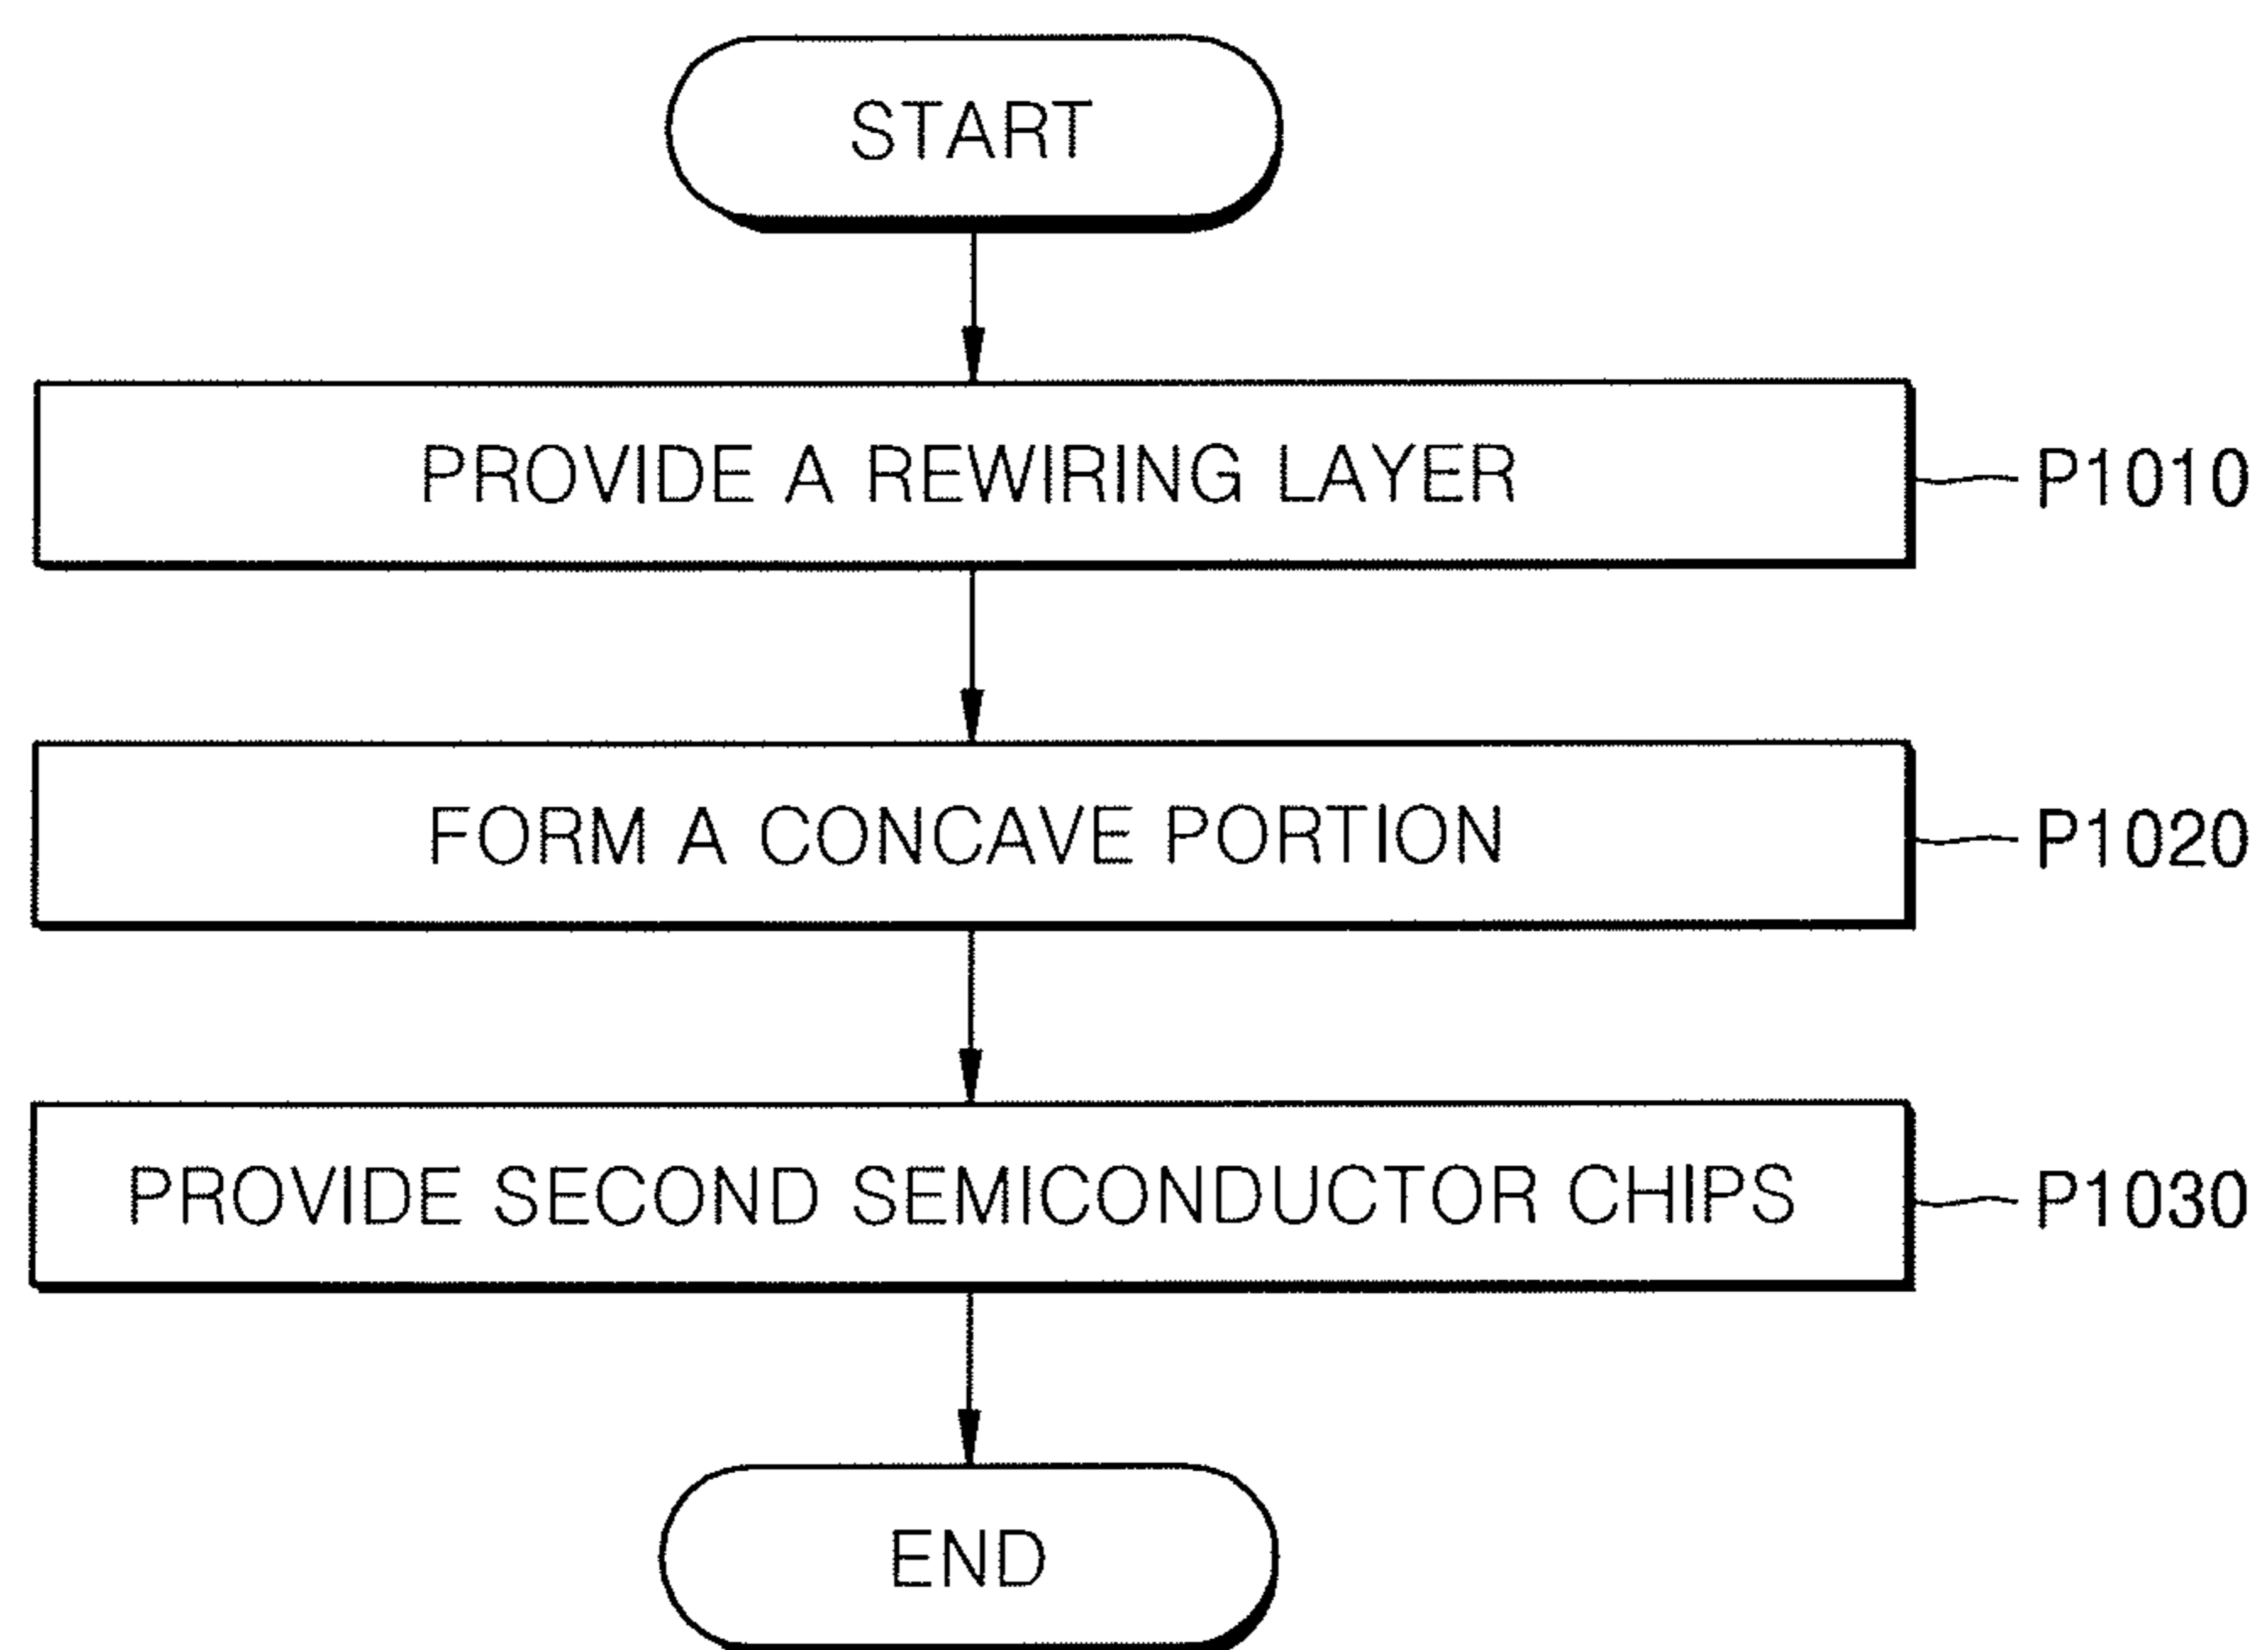 START
PROVIDE A REWIRING LAYER P1010
FORM A CONCAVE PORTION P1020
PROVIDE SECOND SEMICONDUCTOR CHIPS P1030
END